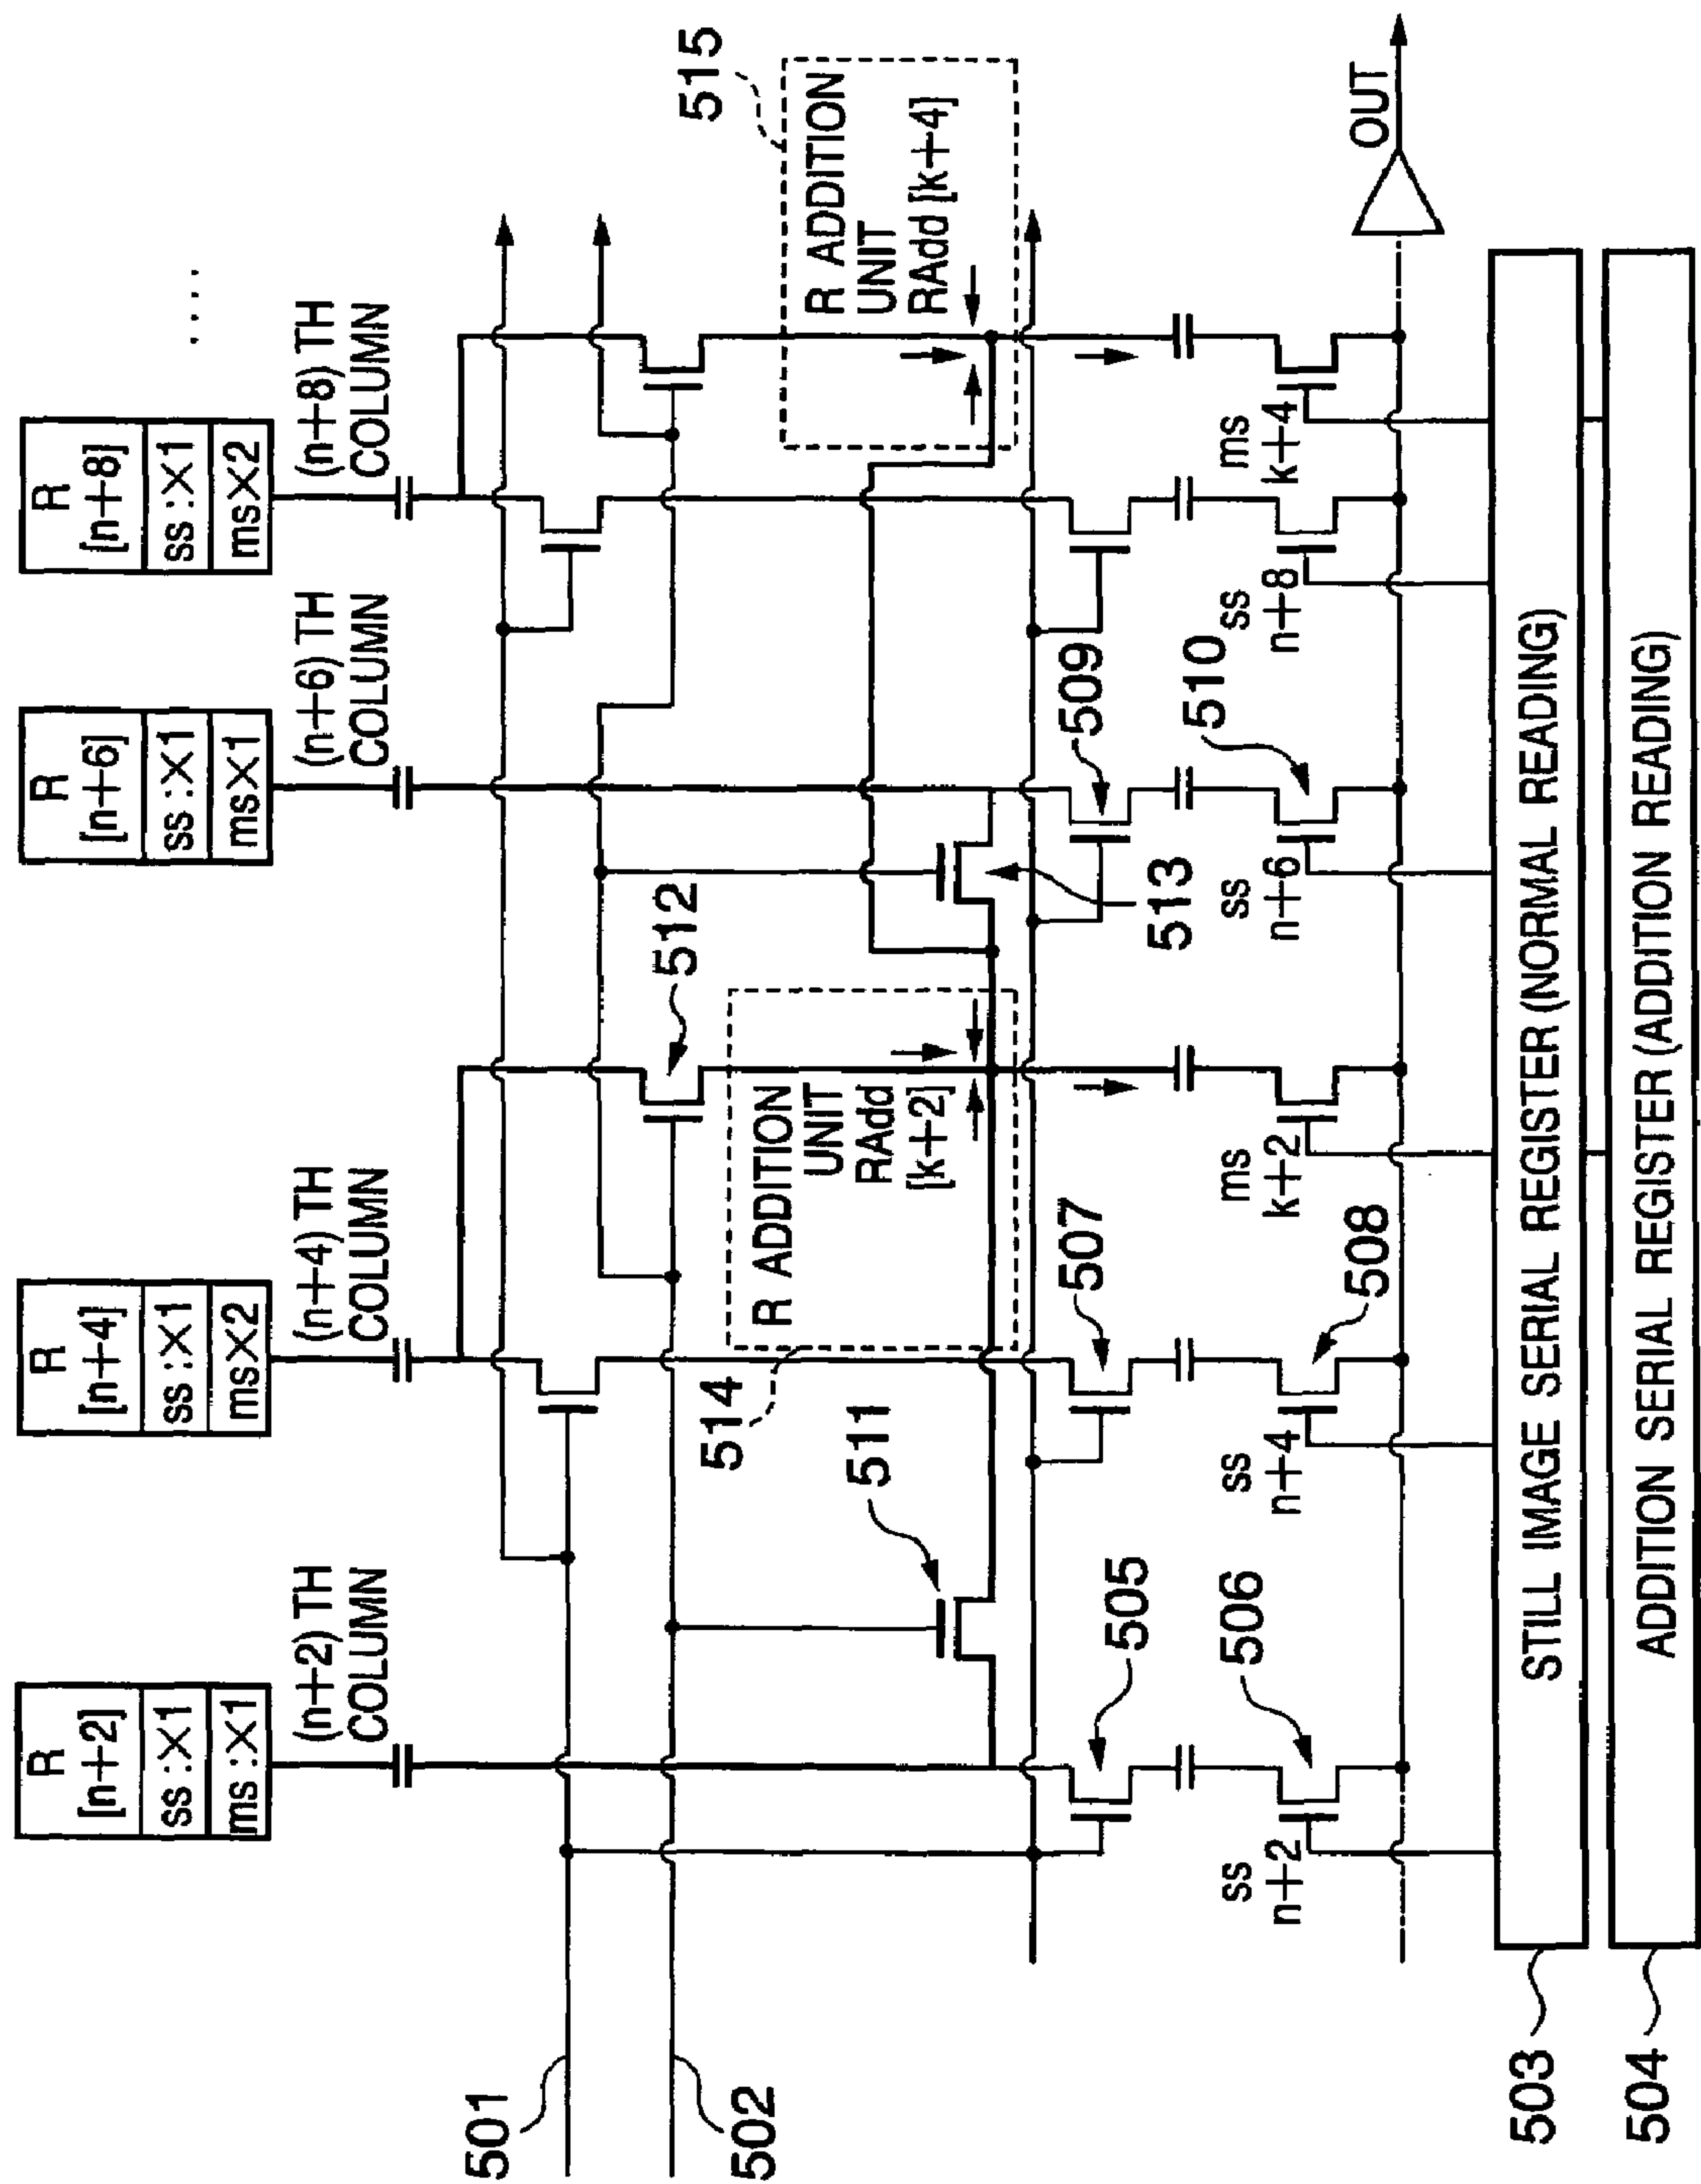 R
[n+2]
ss:×1
ms:×1
(n+2) TH
COLUMN
R
[n+4]
ss:×1
ms×2
(n+4) TH
COLUMN
R
[n+6]
ss:×1
ms×1
(n+6) TH
COLUMN
R
[n+8]
ss:×1
ms×2
(n+8) TH
COLUMN
....
501
502
511
514
R ADDITION
UNIT
RAdd
[k+2]
512
513
515
R ADDITION
UNIT
RAdd [k+4]
505
506
507
508
509
510
ss
n+2
ss
n+4
ms
k+2
ss
n+6
ss
n+8
ms
k+4
OUT
503
STILL IMAGE SERIAL REGISTER (NORMAL READING)
504
ADDITION SERIAL REGISTER (ADDITION READING)